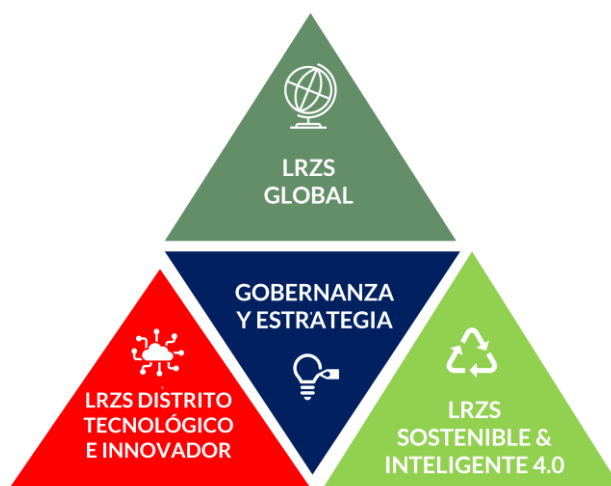 LRZS
GLOBAL
GOBERNANZA
Y ESTRATEGIA
LRZS DISTRITO
TECNOLÓGICO
E INNOVADOR
LRZS
SOSTENIBLE &
INTELIGENTE 4.0